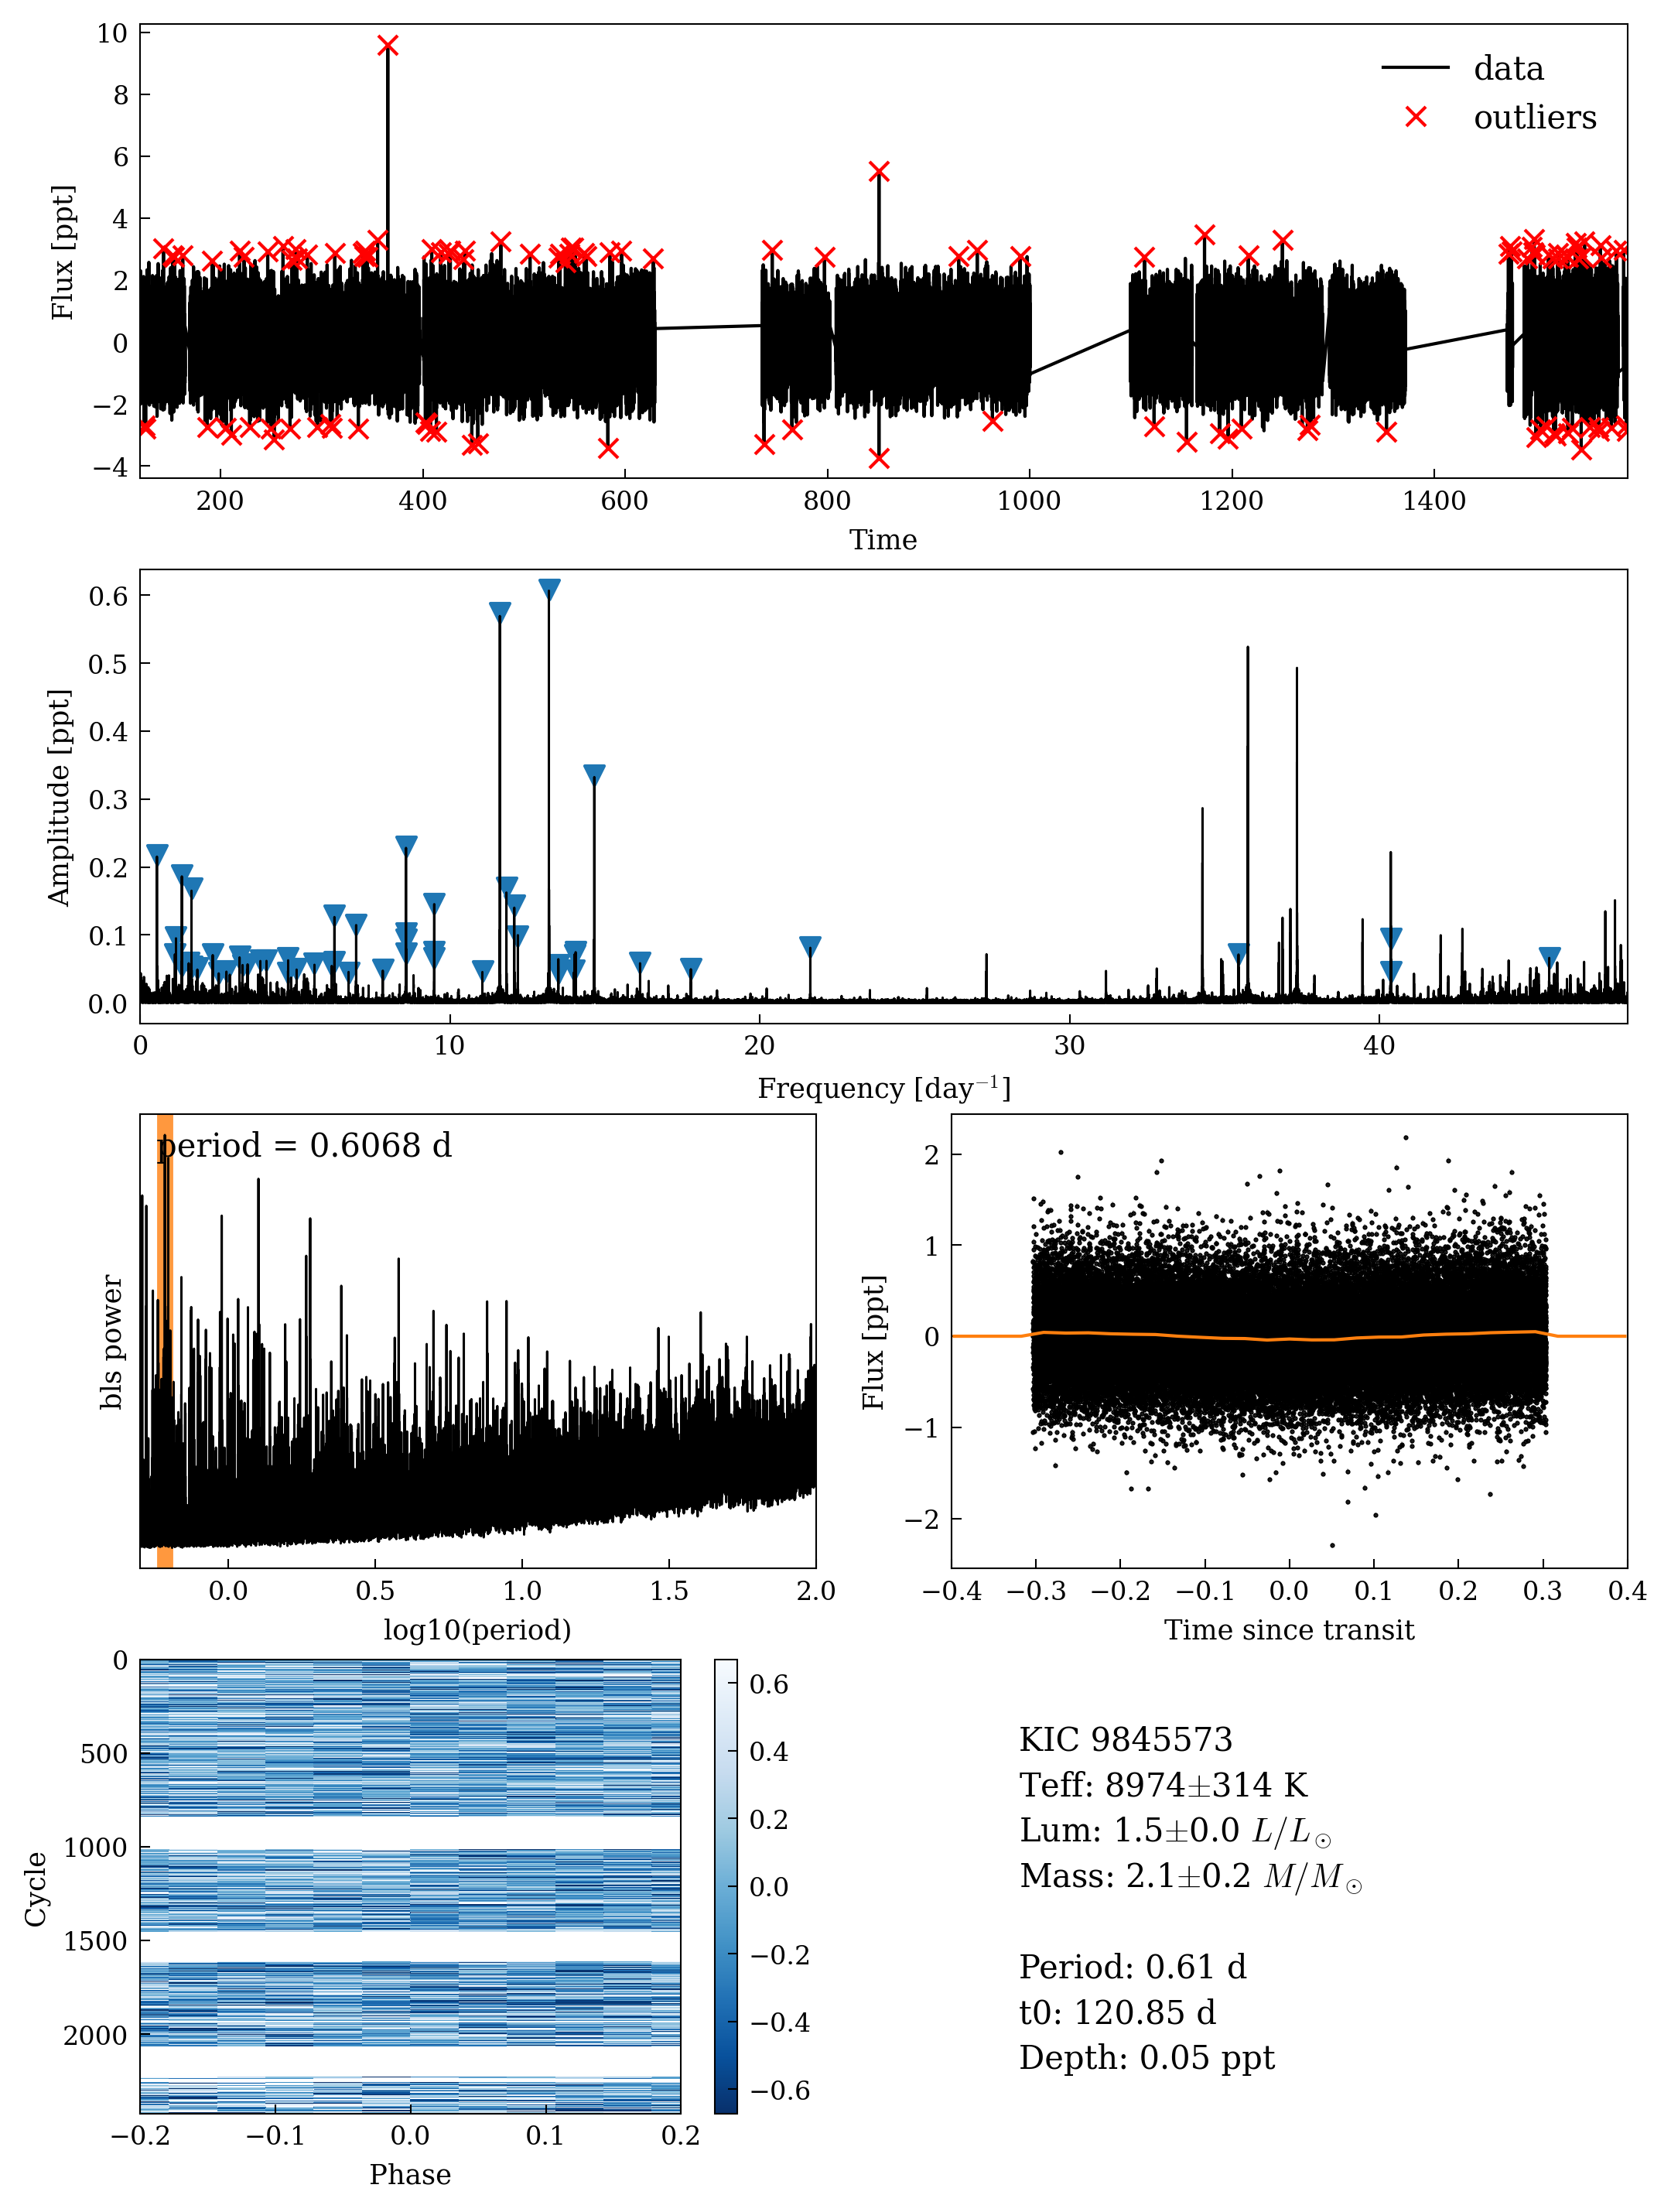 10
8
6
4
2
0
−2
−4
Flux [ppt]
data
outliers
200 400 600 800 1000 1200 1400
Time
0.6
0.5
0.4
0.3
0.2
0.1
0.0
Amplitude [ppt]
0 10 20 30 40
Frequency [day⁻¹]
period = 0.6068 d
bls power
0.0 0.5 1.0 1.5 2.0
log10(period)
2
1
0
−1
−2
Flux [ppt]
−0.4 −0.3 −0.2 −0.1 0.0 0.1 0.2 0.3 0.4
Time since transit
0
500
1000
1500
2000
Cycle
−0.2 −0.1 0.0 0.1 0.2
Phase
0.6
0.4
0.2
0.0
−0.2
−0.4
−0.6
KIC 9845573
Teff: 8974±314 K
Lum: 1.5±0.0 L/L☉
Mass: 2.1±0.2 M/M☉
Period: 0.61 d
t0: 120.85 d
Depth: 0.05 ppt